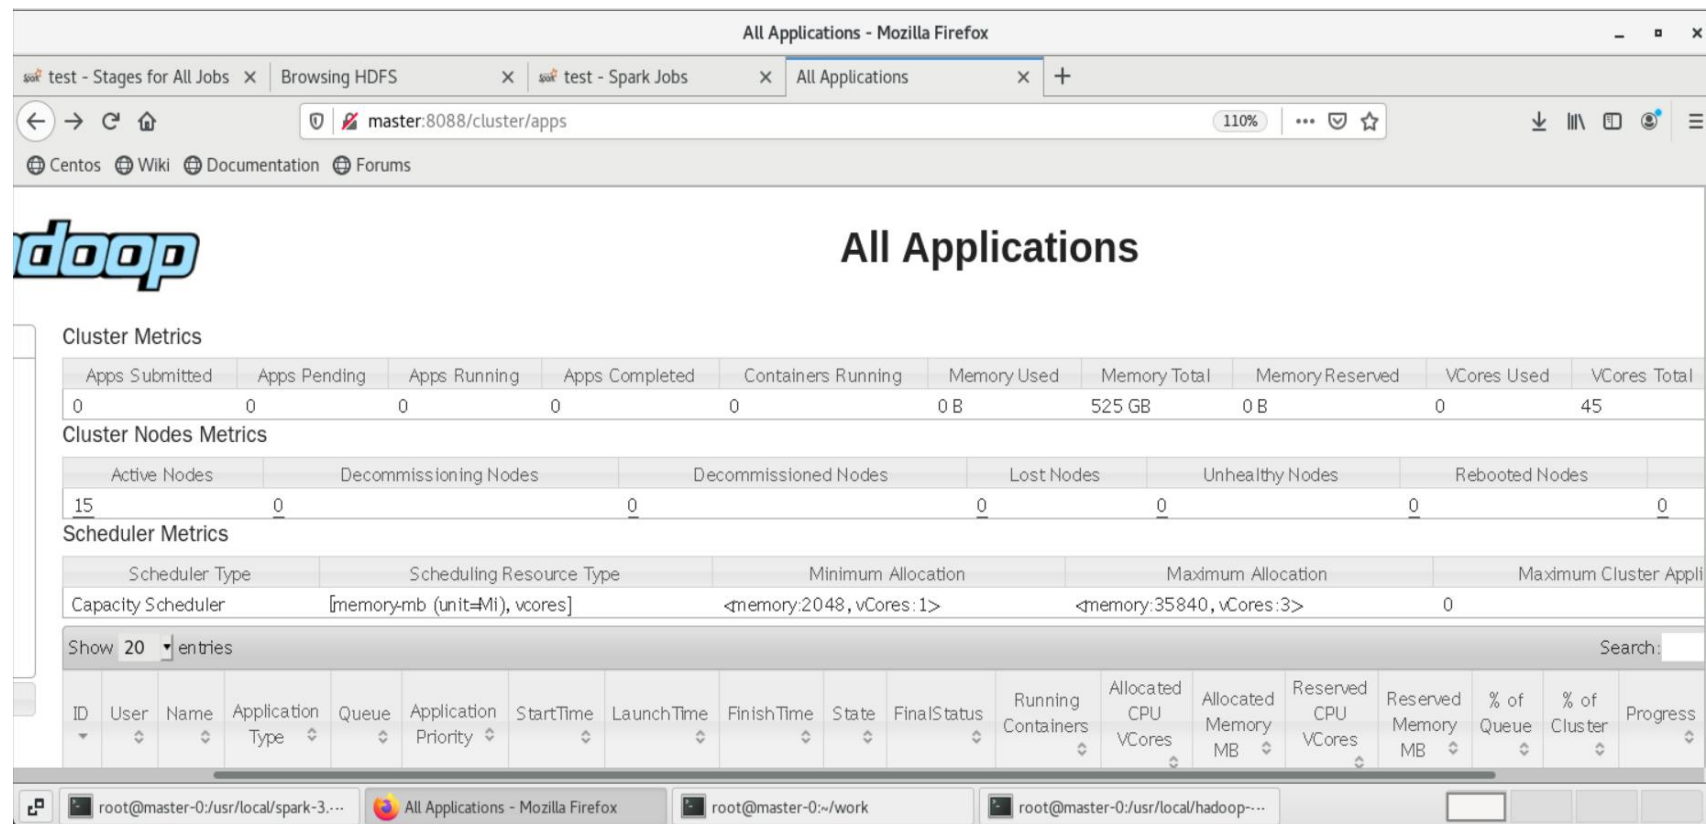 All Applications - Mozilla Firefox
test - Stages for All Jobs Browsing HDFS test - Spark Jobs All Applications
master:8088/cluster/apps 110%
Centos Wiki Documentation Forums
adoop
All Applications
Cluster Metrics
Apps Submitted Apps Pending Apps Running Apps Completed Containers Running Memory Used Memory Total Memory Reserved VCores Used VCores Total
0 0 0 0 0 0 B 525 GB 0 B 0 45
Cluster Nodes Metrics
Active Nodes Decommissioning Nodes Decommissioned Nodes Lost Nodes Unhealthy Nodes Rebooted Nodes
15 0 0 0 0 0 0
Scheduler Metrics
Scheduler Type Scheduling Resource Type Minimum Allocation Maximum Allocation Maximum Cluster Appli
Capacity Scheduler [memory-mb (unit=Mi), vcores] <memory:2048, vCores:1> <memory:35840, vCores:3> 0
Show 20 entries Search:
ID User Name Application Type Queue Application Priority StartTime LaunchTime FinishTime State FinalStatus Running Containers Allocated CPU VCores Allocated Memory MB Reserved CPU VCores Reserved Memory MB % of Queue % of Cluster Progress
root@master-0:/usr/local/spark-3.··· All Applications - Mozilla Firefox root@master-0:~/work root@master-0:/usr/local/hadoop-···